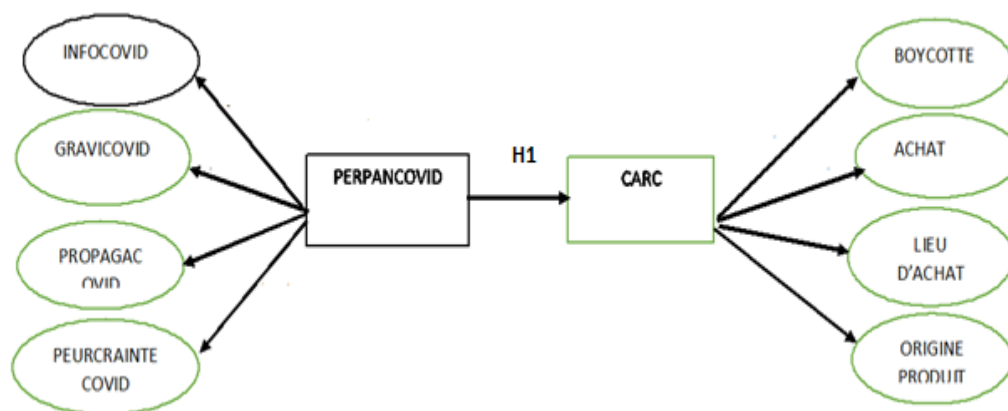 INFOCOVID
GRAVICOVID
PROPAGAC
OVID
PEURCRAINTE
COVID
PERPANCOVID
H1
CARC
BOYCOTTE
ACHAT
LIEU
D'ACHAT
ORIGINE
PRODUIT